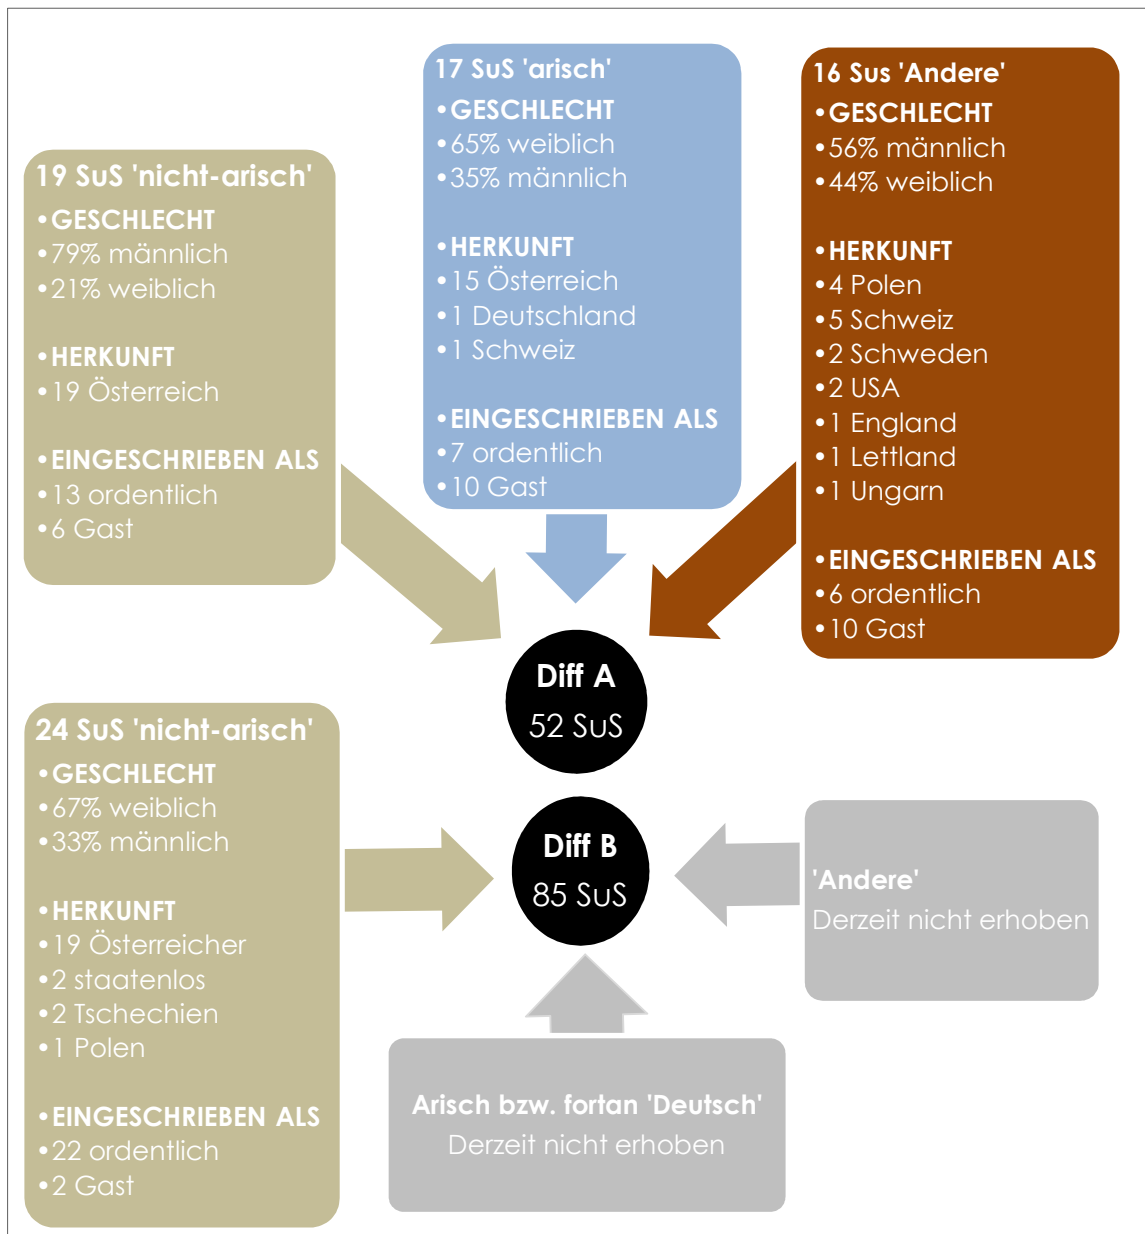 19 SuS 'nicht-arisch'
•GESCHLECHT
•79% männlich
•21% weiblich
•HERKUNFT
•19 Österreich
•EINGESCHRIEBEN ALS
•13 ordentlich
•6 Gast
17 SuS 'arisch'
•GESCHLECHT
•65% weiblich
•35% männlich
•HERKUNFT
•15 Österreich
•1 Deutschland
•1 Schweiz
•EINGESCHRIEBEN ALS
•7 ordentlich
•10 Gast
16 Sus 'Andere'
•GESCHLECHT
•56% männlich
•44% weiblich
•HERKUNFT
•4 Polen
•5 Schweiz
•2 Schweden
•2 USA
•1 England
•1 Lettland
•1 Ungarn
•EINGESCHRIEBEN ALS
•6 ordentlich
•10 Gast
Diff A
52 SuS
24 SuS 'nicht-arisch'
•GESCHLECHT
•67% weiblich
•33% männlich
•HERKUNFT
•19 Österreicher
•2 staatenlos
•2 Tschechien
•1 Polen
•EINGESCHRIEBEN ALS
•22 ordentlich
•2 Gast
Diff B
85 SuS
'Andere'
Derzeit nicht erhoben
Arisch bzw. fortan 'Deutsch'
Derzeit nicht erhoben